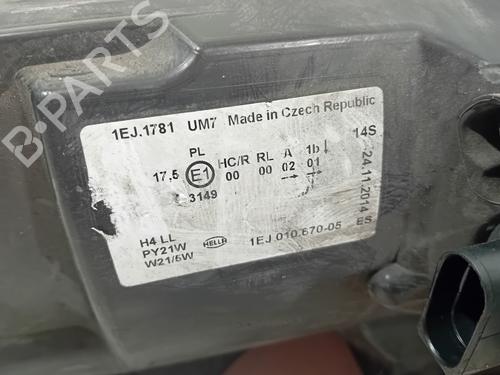 B-PARTS
1EJ.1781 UM7 Made in Czech Republic
PL
17,5 E1 HC/R RL A 1b↓ 14S
00 00 02 01
→ →
3149
24.11.2014
H4 LL
PY21W
W21/5W
HELLA
1EJ 010.670-05 ES